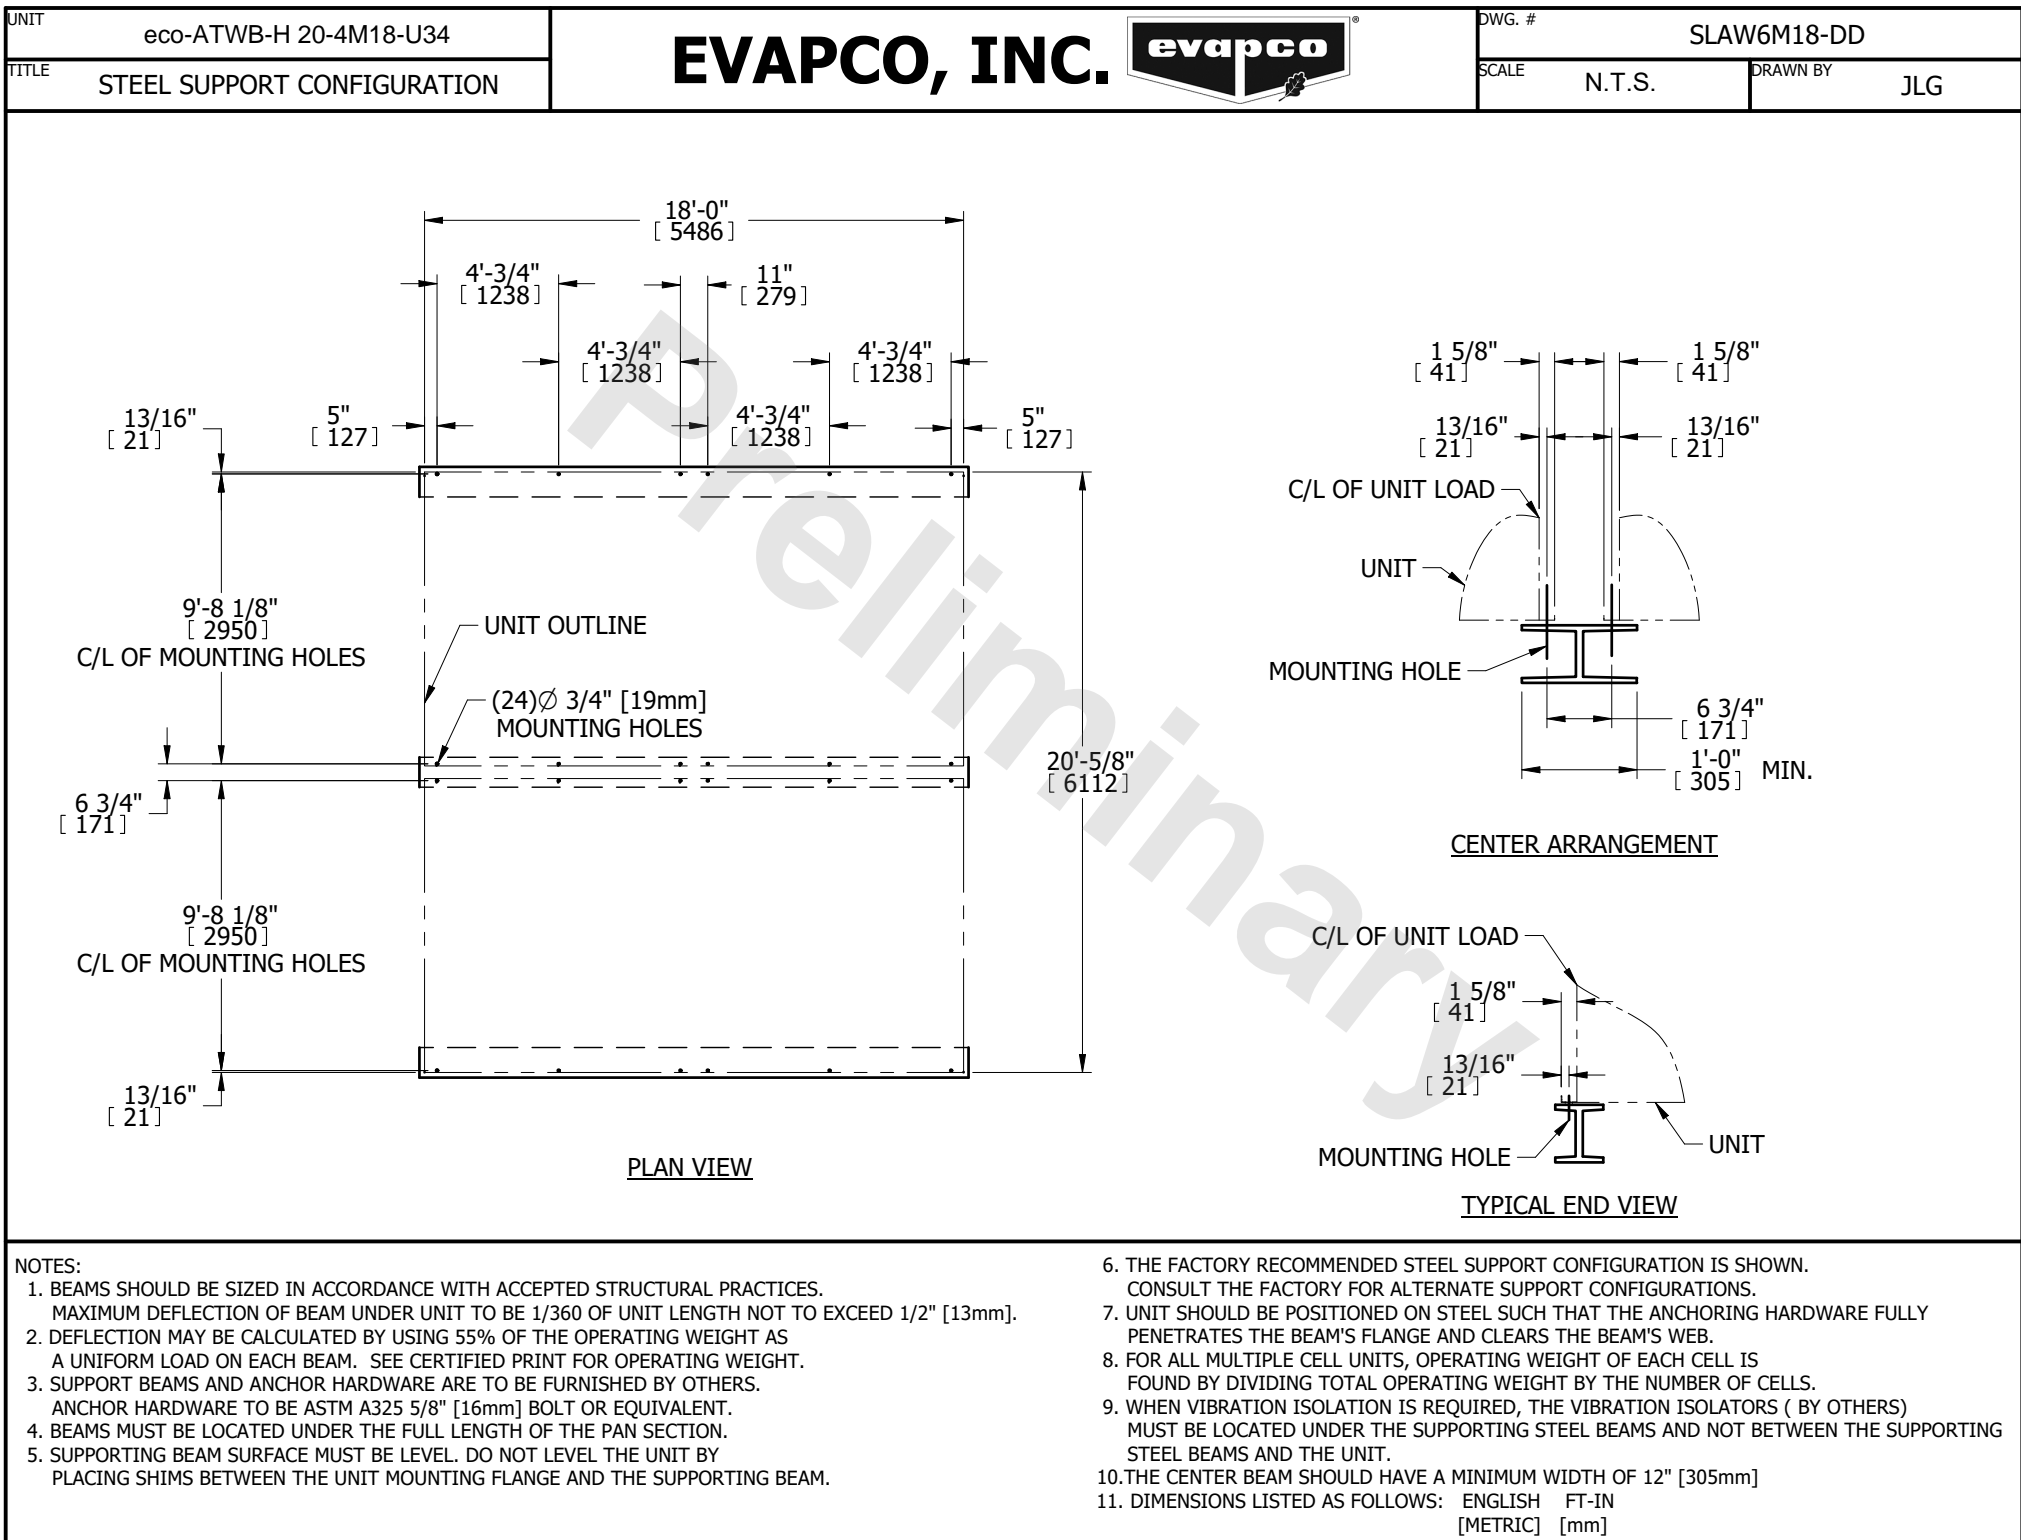 UNIT
eco-ATWB-H 20-4M18-U34
TITLE
STEEL SUPPORT CONFIGURATION
EVAPCO, INC.
evapco
®
DWG. #
SLAW6M18-DD
SCALE
N.T.S.
DRAWN BY
JLG
18'-0"
[ 5486 ]
4'-3/4"
[ 1238 ]
11"
[ 279 ]
4'-3/4"
[ 1238 ]
4'-3/4"
[ 1238 ]
13/16"
[ 21 ]
5"
[ 127 ]
4'-3/4"
[ 1238 ]
5"
[ 127 ]
9'-8 1/8"
[ 2950 ]
C/L OF MOUNTING HOLES
UNIT OUTLINE
(24)∅ 3/4" [19mm]
MOUNTING HOLES
6 3/4"
[ 171 ]
20'-5/8"
[ 6112 ]
9'-8 1/8"
[ 2950 ]
C/L OF MOUNTING HOLES
13/16"
[ 21 ]
PLAN VIEW
Preliminary
1 5/8"
[ 41 ]
1 5/8"
[ 41 ]
13/16"
[ 21 ]
13/16"
[ 21 ]
C/L OF UNIT LOAD
UNIT
MOUNTING HOLE
6 3/4"
[ 171 ]
1'-0"
[ 305 ]
MIN.
CENTER ARRANGEMENT
C/L OF UNIT LOAD
1 5/8"
[ 41 ]
13/16"
[ 21 ]
MOUNTING HOLE
UNIT
TYPICAL END VIEW
NOTES:
1. BEAMS SHOULD BE SIZED IN ACCORDANCE WITH ACCEPTED STRUCTURAL PRACTICES.
MAXIMUM DEFLECTION OF BEAM UNDER UNIT TO BE 1/360 OF UNIT LENGTH NOT TO EXCEED 1/2" [13mm].
2. DEFLECTION MAY BE CALCULATED BY USING 55% OF THE OPERATING WEIGHT AS
A UNIFORM LOAD ON EACH BEAM. SEE CERTIFIED PRINT FOR OPERATING WEIGHT.
3. SUPPORT BEAMS AND ANCHOR HARDWARE ARE TO BE FURNISHED BY OTHERS.
ANCHOR HARDWARE TO BE ASTM A325 5/8" [16mm] BOLT OR EQUIVALENT.
4. BEAMS MUST BE LOCATED UNDER THE FULL LENGTH OF THE PAN SECTION.
5. SUPPORTING BEAM SURFACE MUST BE LEVEL. DO NOT LEVEL THE UNIT BY
PLACING SHIMS BETWEEN THE UNIT MOUNTING FLANGE AND THE SUPPORTING BEAM.
6. THE FACTORY RECOMMENDED STEEL SUPPORT CONFIGURATION IS SHOWN.
CONSULT THE FACTORY FOR ALTERNATE SUPPORT CONFIGURATIONS.
7. UNIT SHOULD BE POSITIONED ON STEEL SUCH THAT THE ANCHORING HARDWARE FULLY
PENETRATES THE BEAM'S FLANGE AND CLEARS THE BEAM'S WEB.
8. FOR ALL MULTIPLE CELL UNITS, OPERATING WEIGHT OF EACH CELL IS
FOUND BY DIVIDING TOTAL OPERATING WEIGHT BY THE NUMBER OF CELLS.
9. WHEN VIBRATION ISOLATION IS REQUIRED, THE VIBRATION ISOLATORS ( BY OTHERS)
MUST BE LOCATED UNDER THE SUPPORTING STEEL BEAMS AND NOT BETWEEN THE SUPPORTING
STEEL BEAMS AND THE UNIT.
10.THE CENTER BEAM SHOULD HAVE A MINIMUM WIDTH OF 12" [305mm]
11. DIMENSIONS LISTED AS FOLLOWS: ENGLISH FT-IN
[METRIC] [mm]